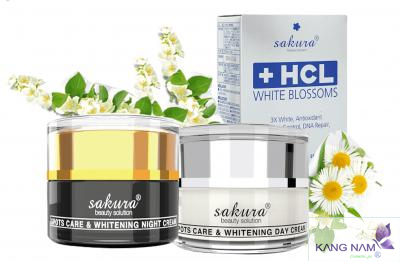 sakura®
+ HCL
WHITE BLOSSOMS
3X White, Antioxidant
Control, DNA Repair,
sakura®
beauty solution
SPOTS CARE & WHITENING NIGHT CREAM
sakura®
beauty solution
SPOTS CARE & WHITENING DAY CREAM
KANG NAM®